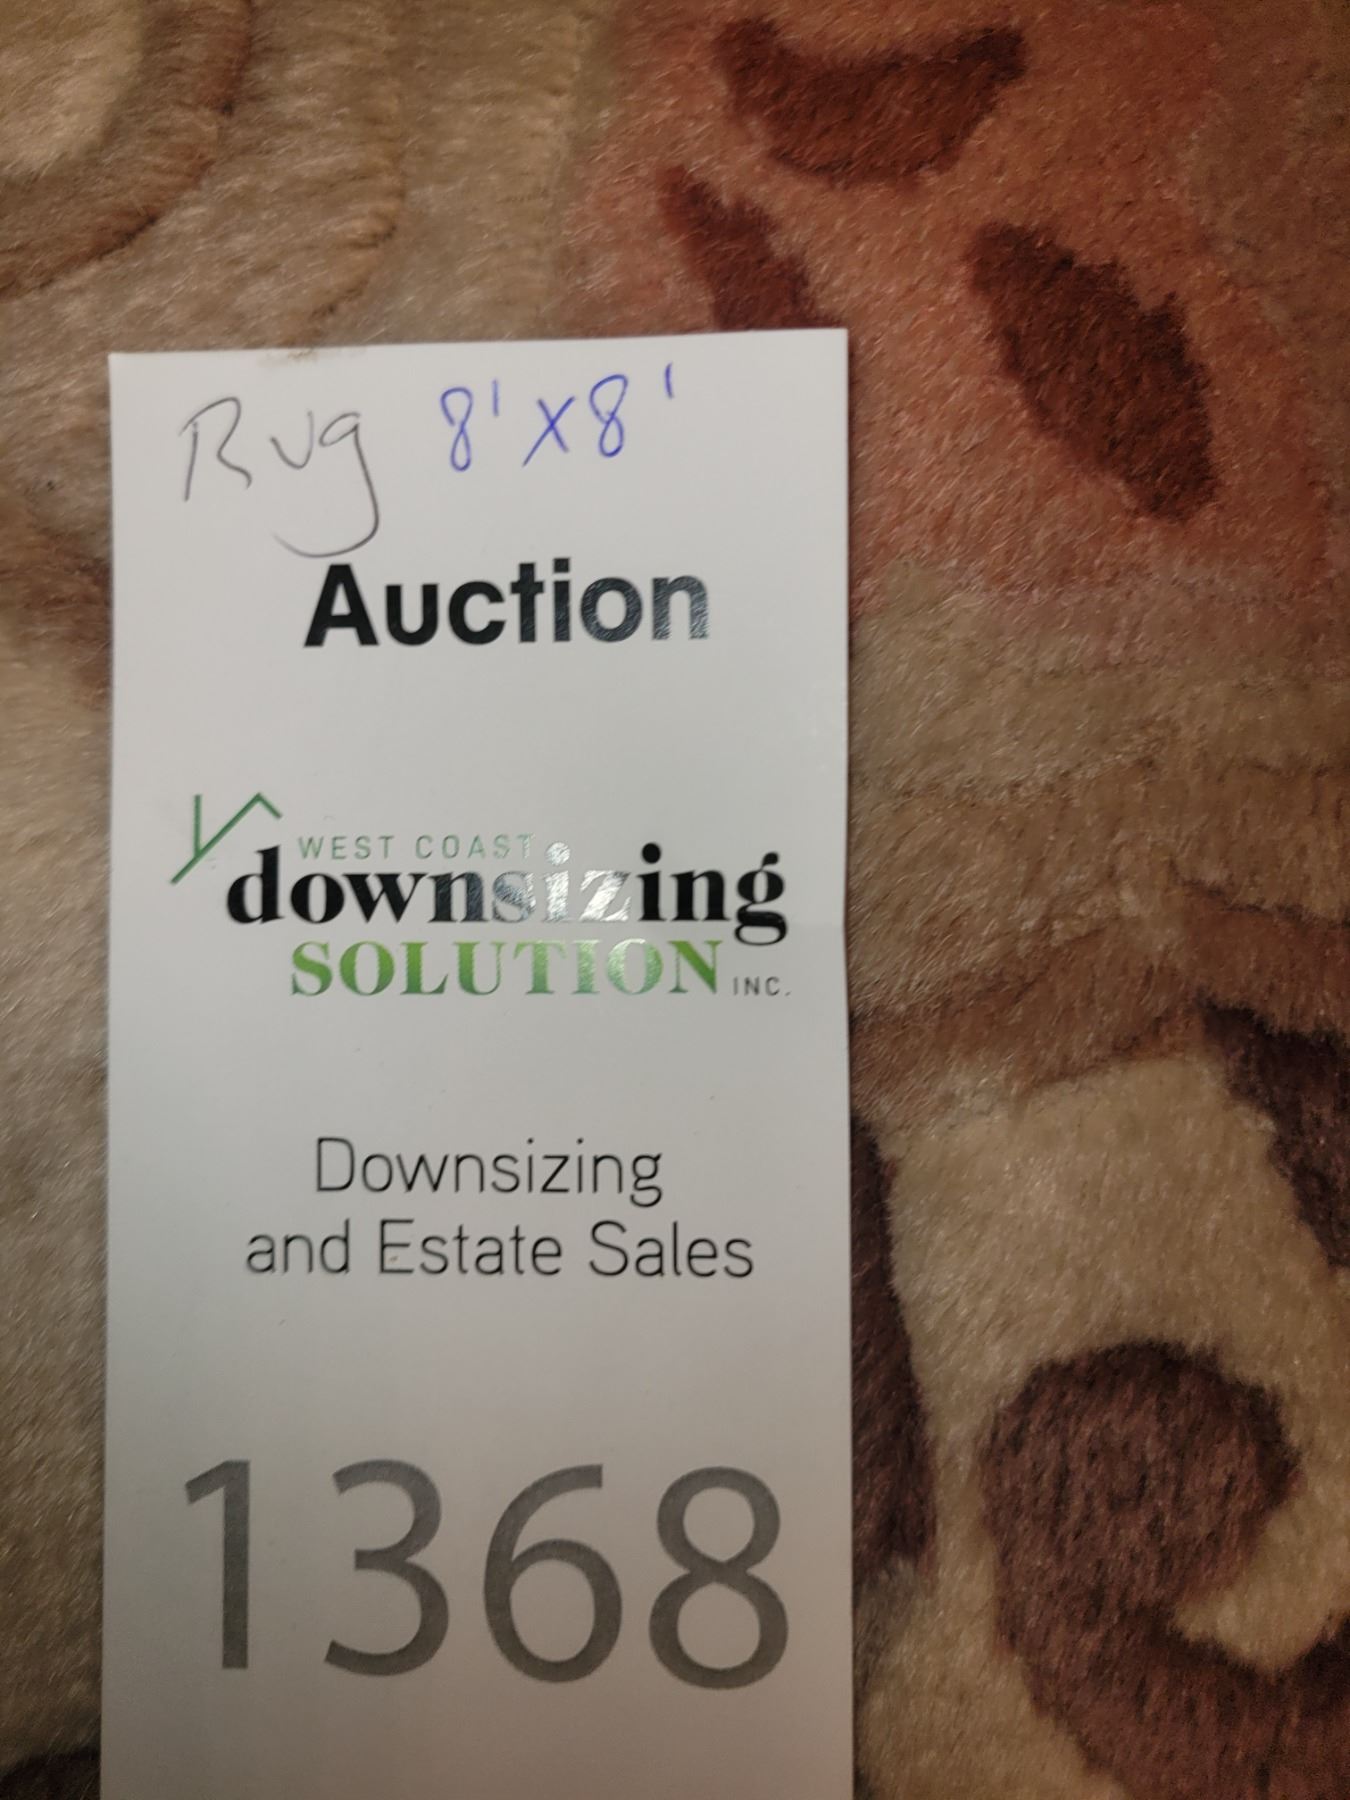 Rug 8'x8'
Auction
WEST COAST
downsizing
SOLUTION INC.
Downsizing
and Estate Sales
1368